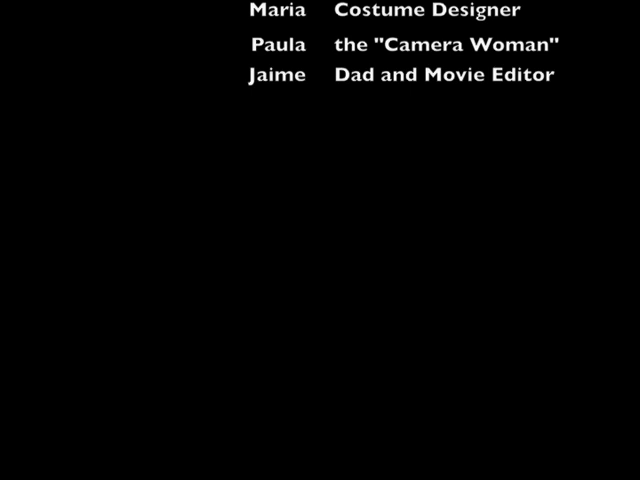 Maria Costume Designer
Paula the "Camera Woman"
Jaime Dad and Movie Editor